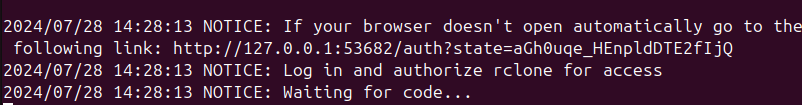 2024/07/28 14:28:13 NOTICE: If your browser doesn't open automatically go to the
following link: http://127.0.0.1:53682/auth?state=aGh0uqe_HEnpldDTE2fIjQ
2024/07/28 14:28:13 NOTICE: Log in and authorize rclone for access
2024/07/28 14:28:13 NOTICE: Waiting for code...